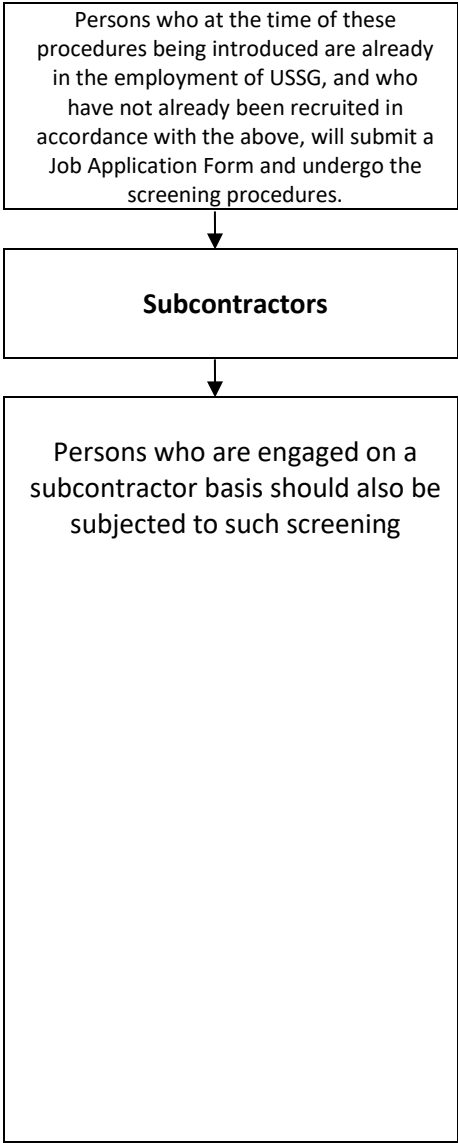 Persons who at the time of these
procedures being introduced are already
in the employment of USSG, and who
have not already been recruited in
accordance with the above, will submit a
Job Application Form and undergo the
screening procedures.
Subcontractors
Persons who are engaged on a
subcontractor basis should also be
subjected to such screening